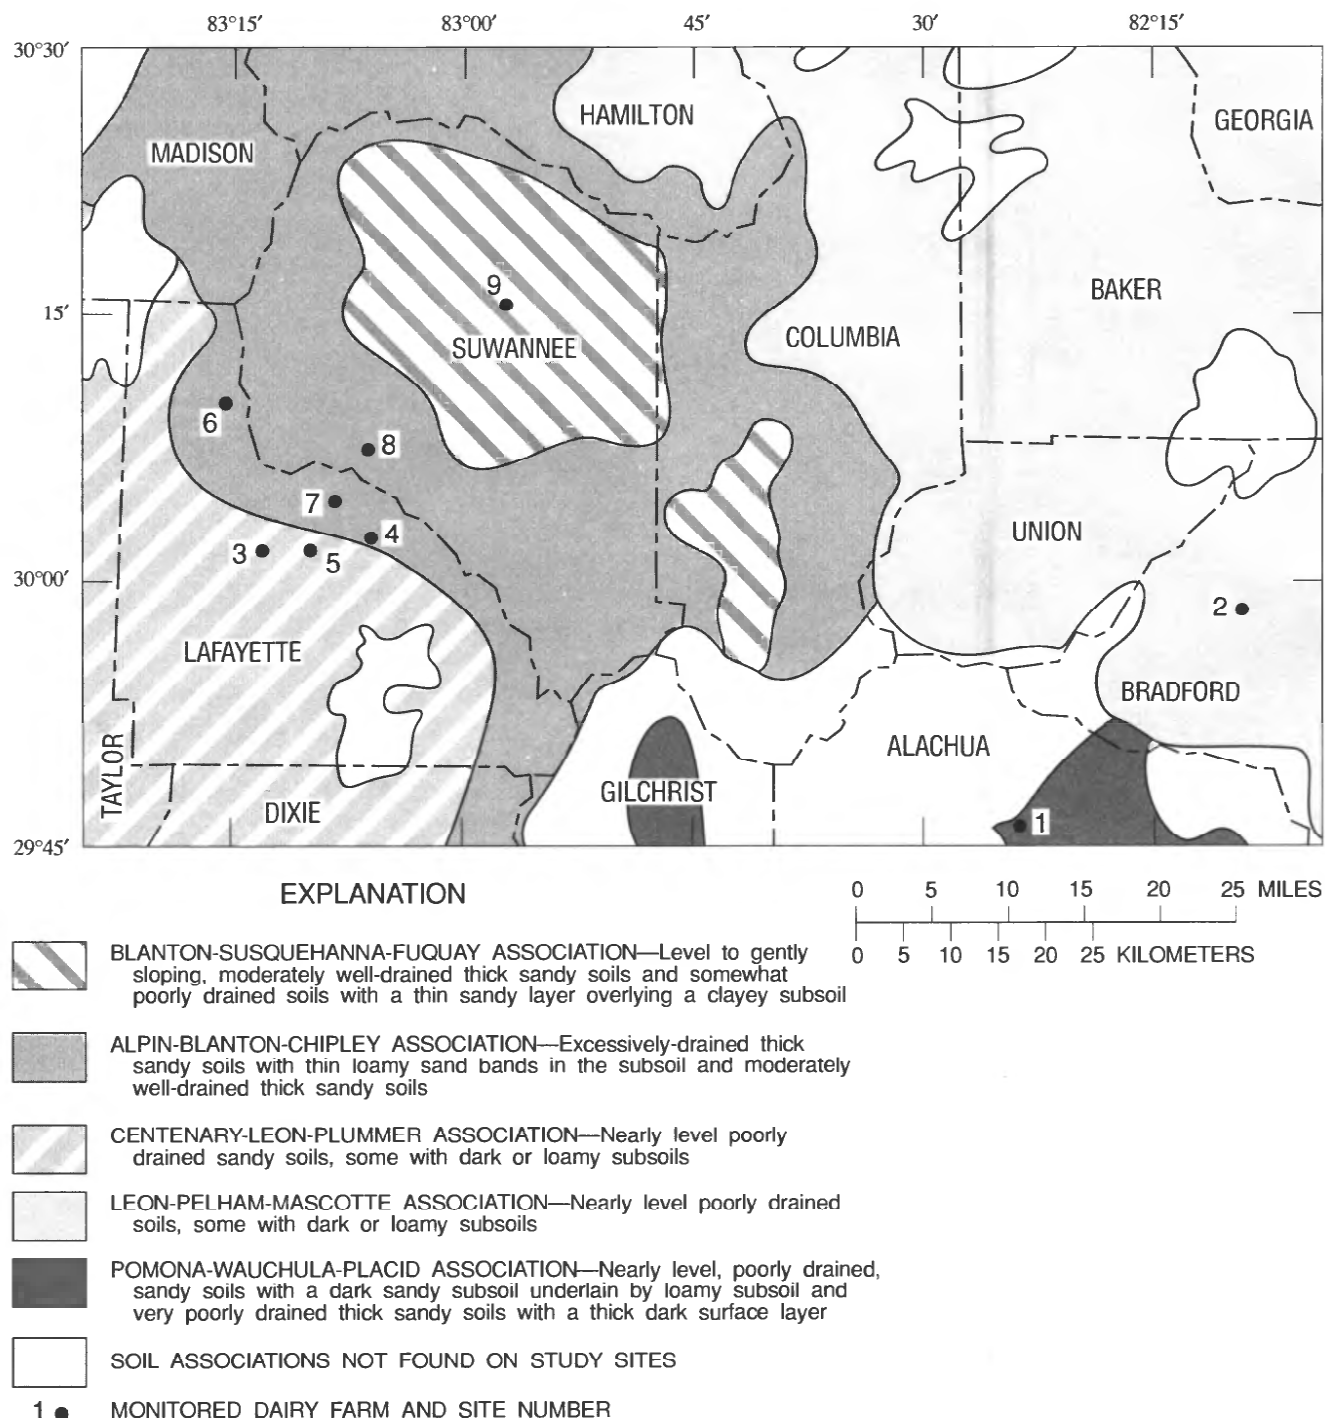 83°15′ 83°00′ 45′ 30′ 82°15′
30°30′
HAMILTON
GEORGIA
MADISON
9
15′
BAKER
COLUMBIA
SUWANNEE
6
8
7
4
UNION
3
5
30°00′
2
LAFAYETTE
BRADFORD
ALACHUA
TAYLOR
GILCHRIST
DIXIE
1
29°45′
EXPLANATION
0 5 10 15 20 25 MILES
0 5 10 15 20 25 KILOMETERS
BLANTON-SUSQUEHANNA-FUQUAY ASSOCIATION—Level to gently
sloping, moderately well-drained thick sandy soils and somewhat
poorly drained soils with a thin sandy layer overlying a clayey subsoil
ALPIN-BLANTON-CHIPLEY ASSOCIATION—Excessively-drained thick
sandy soils with thin loamy sand bands in the subsoil and moderately
well-drained thick sandy soils
CENTENARY-LEON-PLUMMER ASSOCIATION—Nearly level poorly
drained sandy soils, some with dark or loamy subsoils
LEON-PELHAM-MASCOTTE ASSOCIATION—Nearly level poorly drained
soils, some with dark or loamy subsoils
POMONA-WAUCHULA-PLACID ASSOCIATION—Nearly level, poorly drained,
sandy soils with a dark sandy subsoil underlain by loamy subsoil and
very poorly drained thick sandy soils with a thick dark surface layer
SOIL ASSOCIATIONS NOT FOUND ON STUDY SITES
1 MONITORED DAIRY FARM AND SITE NUMBER